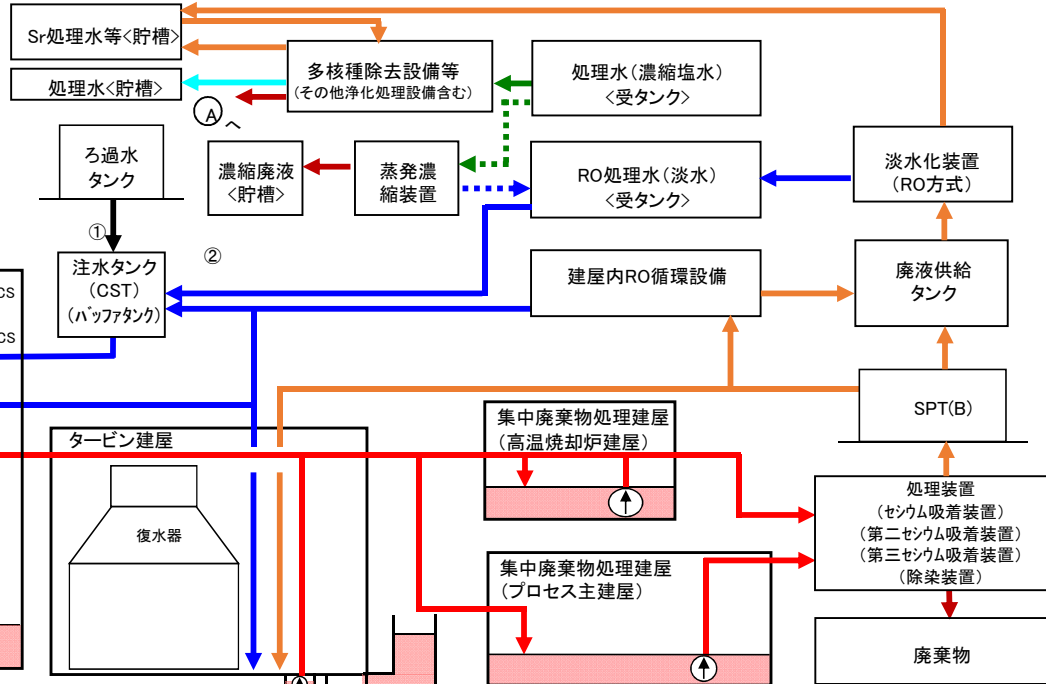 Sr処理水等<貯槽>
処理水<貯槽>
多核種除去設備等
(その他浄化処理設備含む)
処理水(濃縮塩水)
<受タンク>
A へ
ろ過水
タンク
濃縮廃液
<貯槽>
蒸発濃
縮装置
RO処理水(淡水)
<受タンク>
淡水化装置
(RO方式)
①
②
注水タンク
(CST)
(バッファタンク)
建屋内RO循環設備
廃液供給
タンク
CS
CS
SPT(B)
タービン建屋
復水器
集中廃棄物処理建屋
(高温焼却炉建屋)
処理装置
(セシウム吸着装置)
(第二セシウム吸着装置)
(第三セシウム吸着装置)
(除染装置)
集中廃棄物処理建屋
(プロセス主建屋)
廃棄物